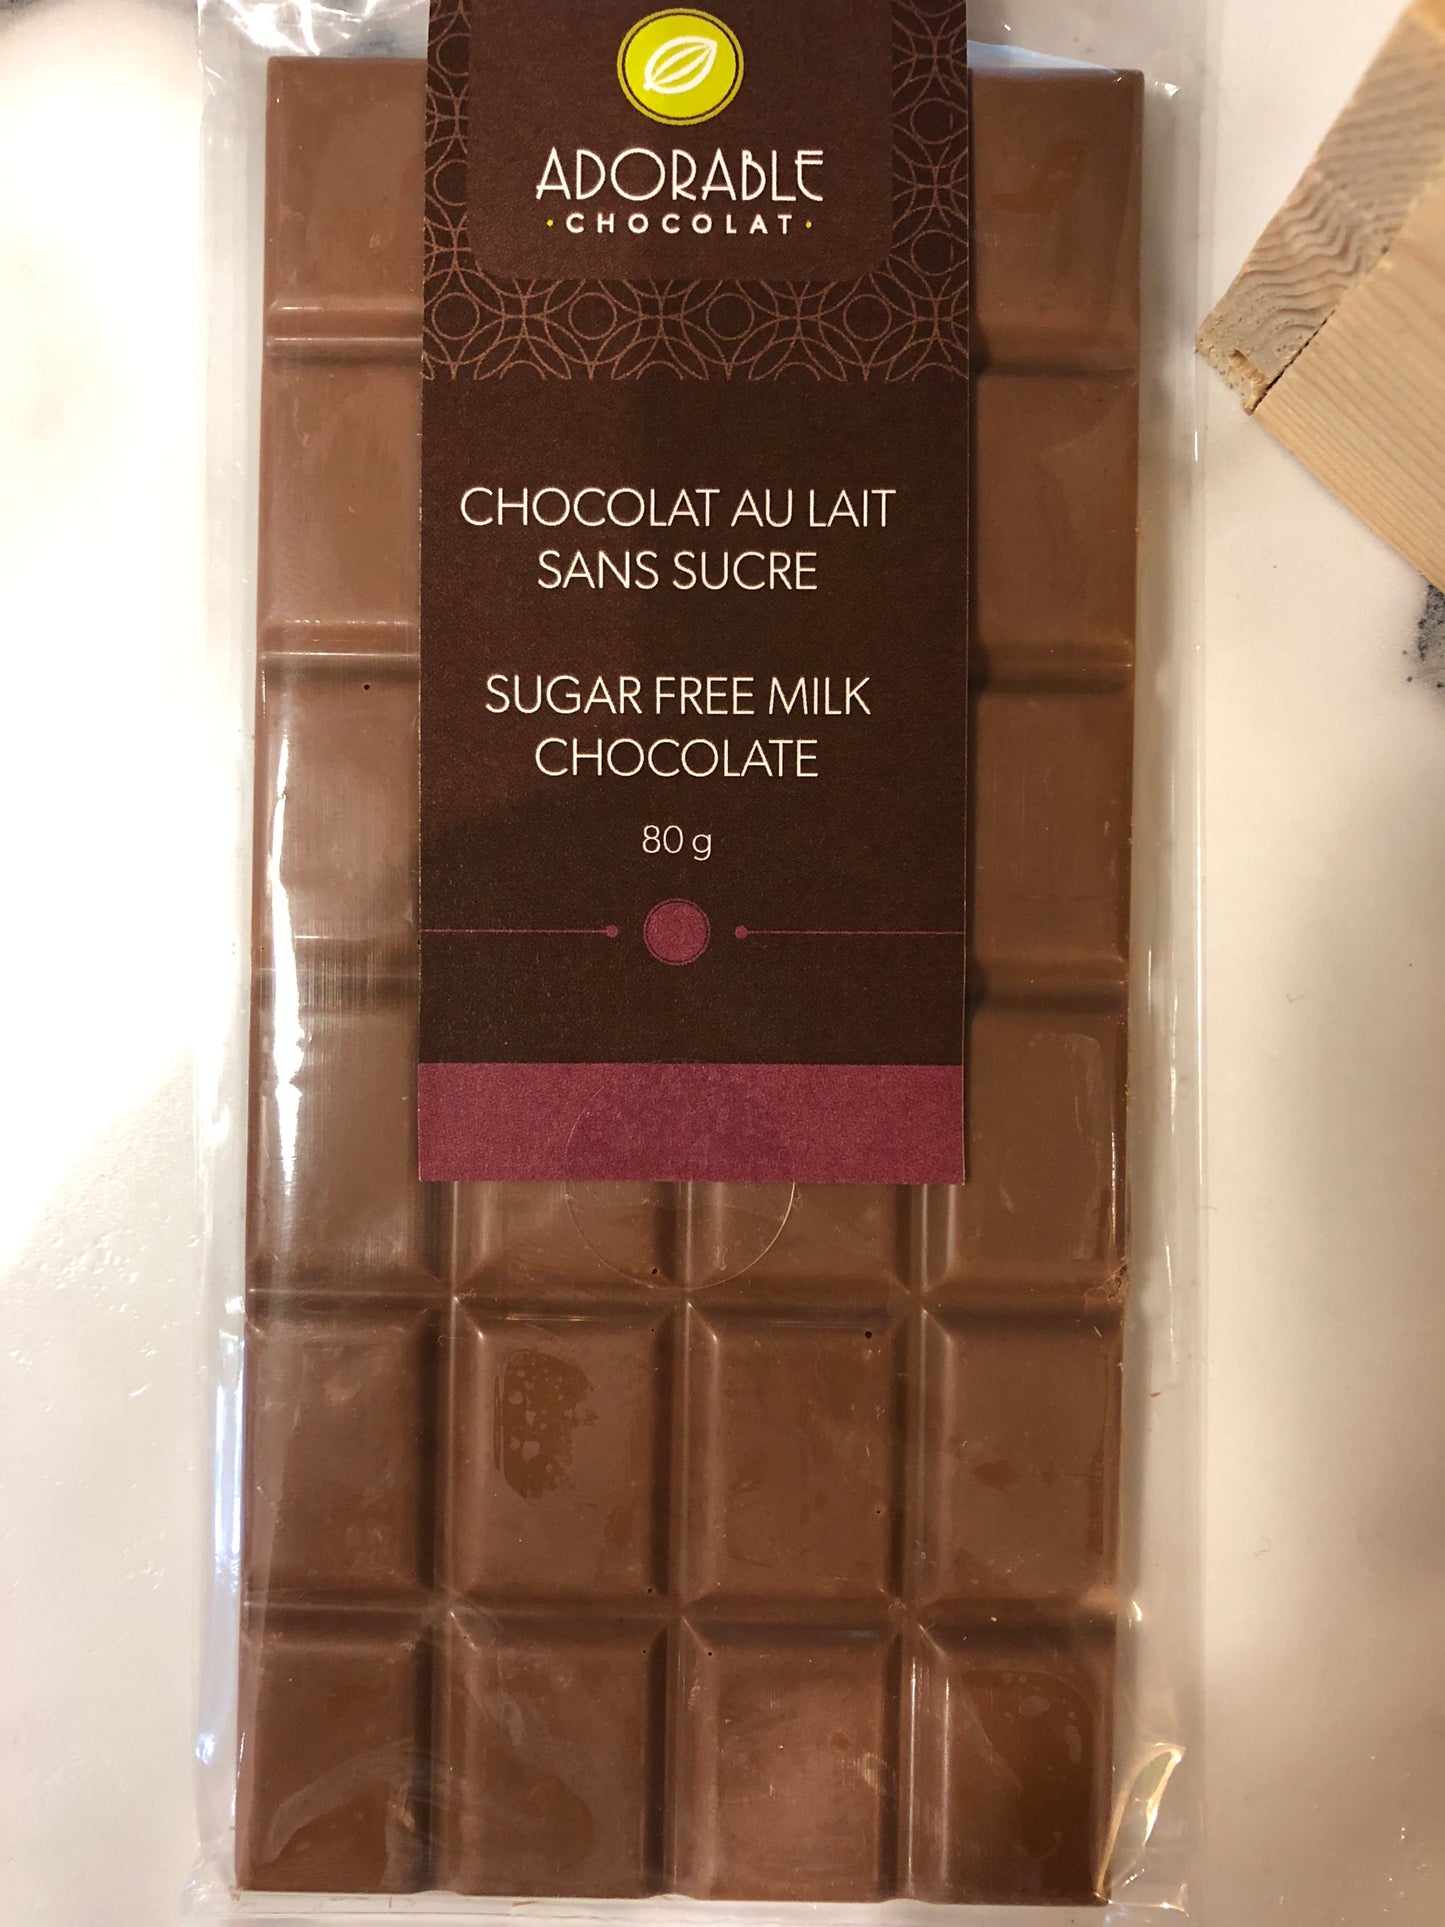 ADORABLE
• CHOCOLAT •
CHOCOLAT AU LAIT
SANS SUCRE
SUGAR FREE MILK
CHOCOLATE
80 g